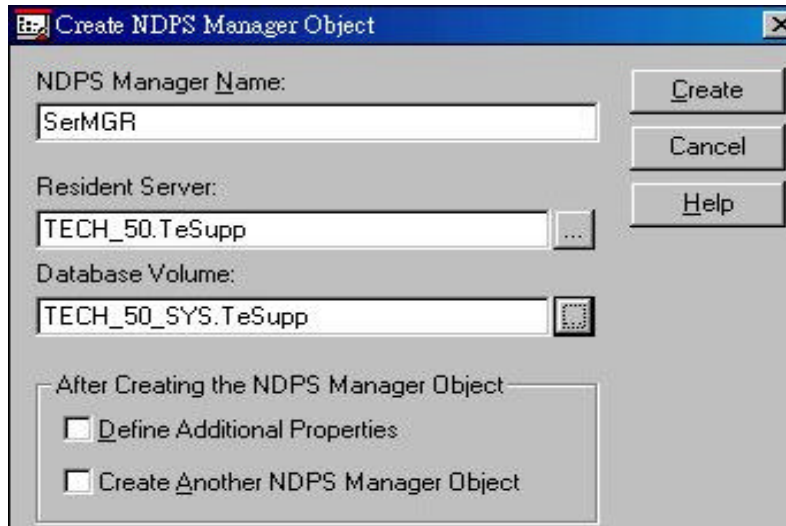 Create NDPS Manager Object
NDPS Manager Name:
SerMGR
Create
Cancel
Help
Resident Server:
TECH_50.TeSupp
...
Database Volume:
TECH_50_SYS.TeSupp
...
After Creating the NDPS Manager Object
Define Additional Properties
Create Another NDPS Manager Object